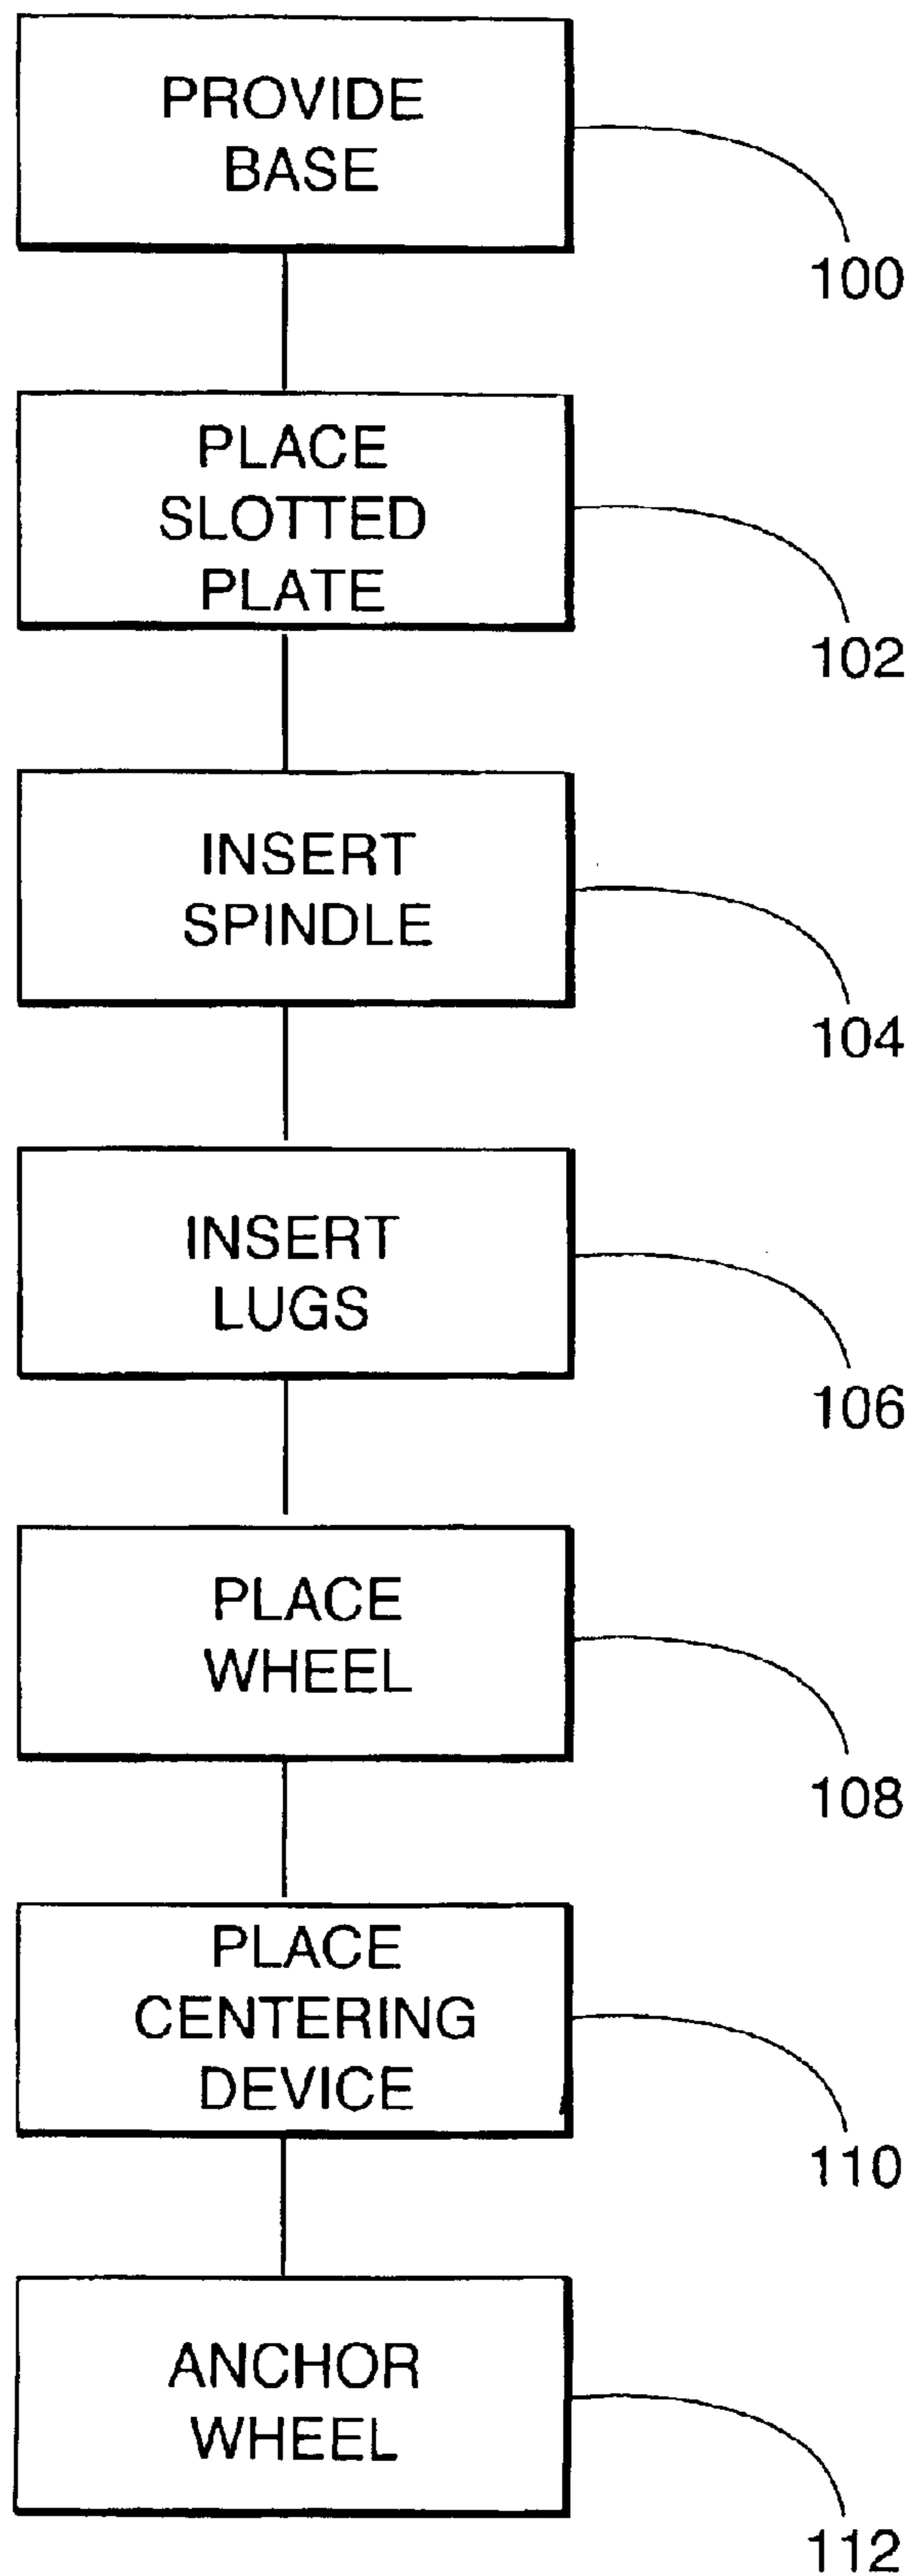 PROVIDE
BASE
100
PLACE
SLOTTED
PLATE
102
INSERT
SPINDLE
104
INSERT
LUGS
106
PLACE
WHEEL
108
PLACE
CENTERING
DEVICE
110
ANCHOR
WHEEL
112